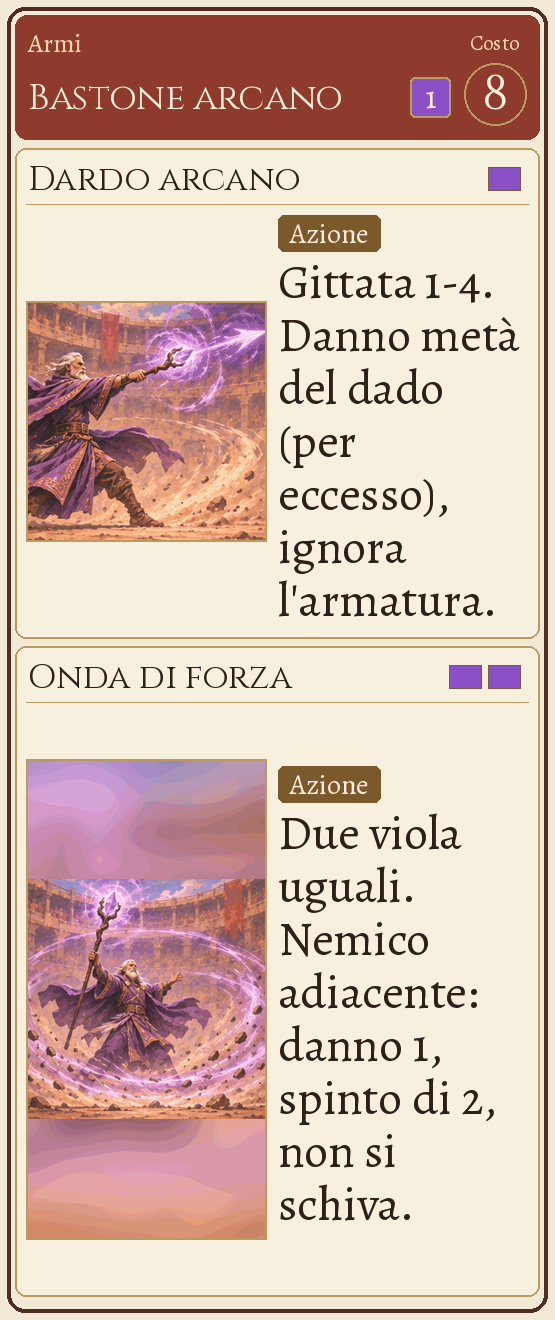 Armi
Costo
Bastone arcano
1
8
Dardo arcano
Azione
Gittata 1-4.
Danno metà
del dado
(per
eccesso),
ignora
l'armatura.
Onda di forza
Azione
Due viola
uguali.
Nemico
adiacente:
danno 1,
spinto di 2,
non si
schiva.